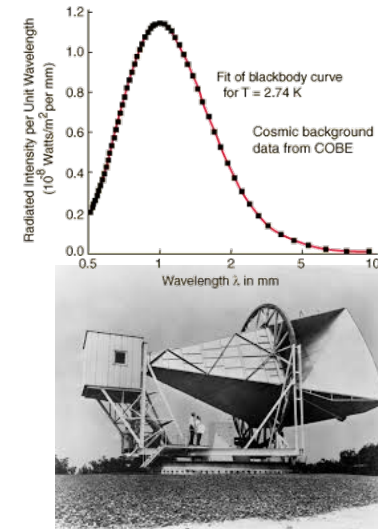 Radiated Intensity per Unit Wavelength
(10⁸ Watts/m² per mm)
1.2
1.0
0.8
0.6
0.4
0.2
0.0
Fit of blackbody curve
for T = 2.74 K
Cosmic background
data from COBE
0.5
1
2
5
10
Wavelength λ in mm